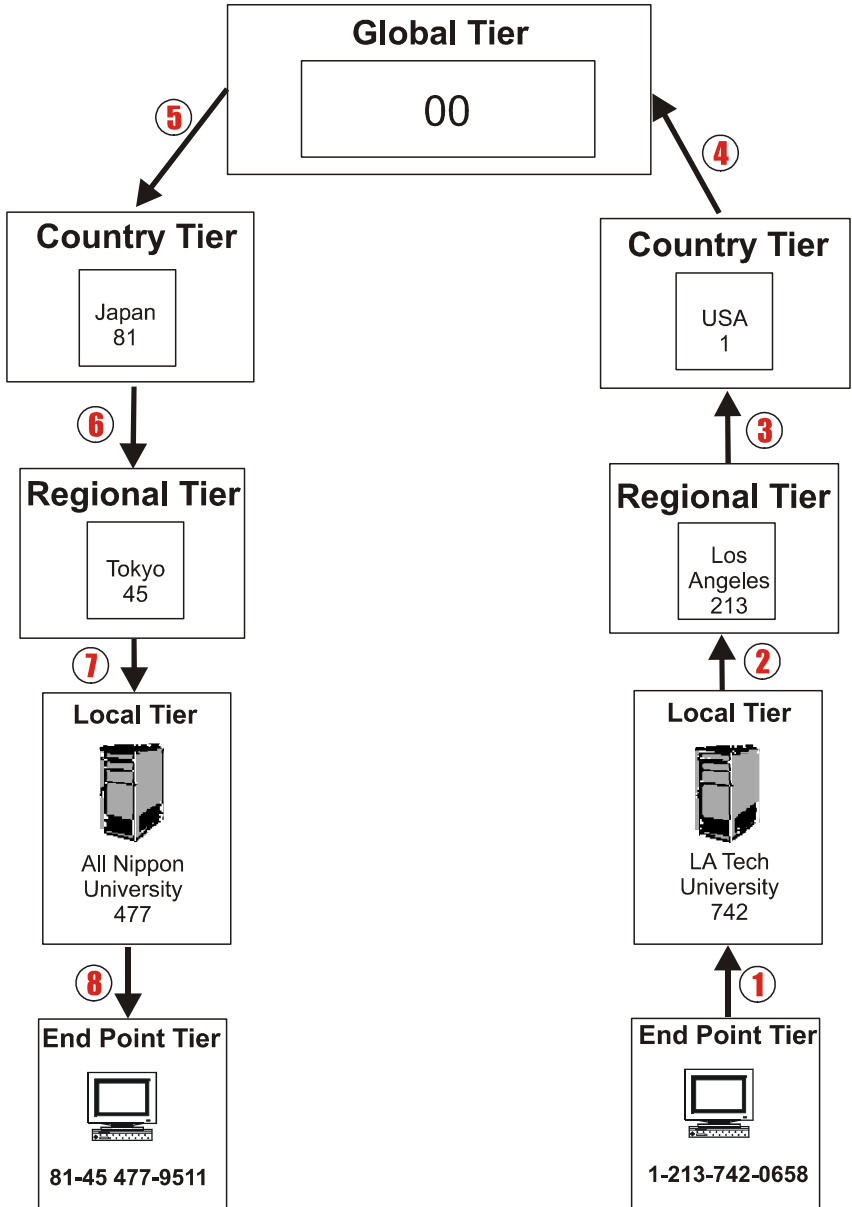 Global Tier
00
5
4
Country Tier
Japan
81
Country Tier
USA
1
6
3
Regional Tier
Tokyo
45
Regional Tier
Los
Angeles
213
7
2
Local Tier
All Nippon
University
477
Local Tier
LA Tech
University
742
8
1
End Point Tier
81-45 477-9511
End Point Tier
1-213-742-0658